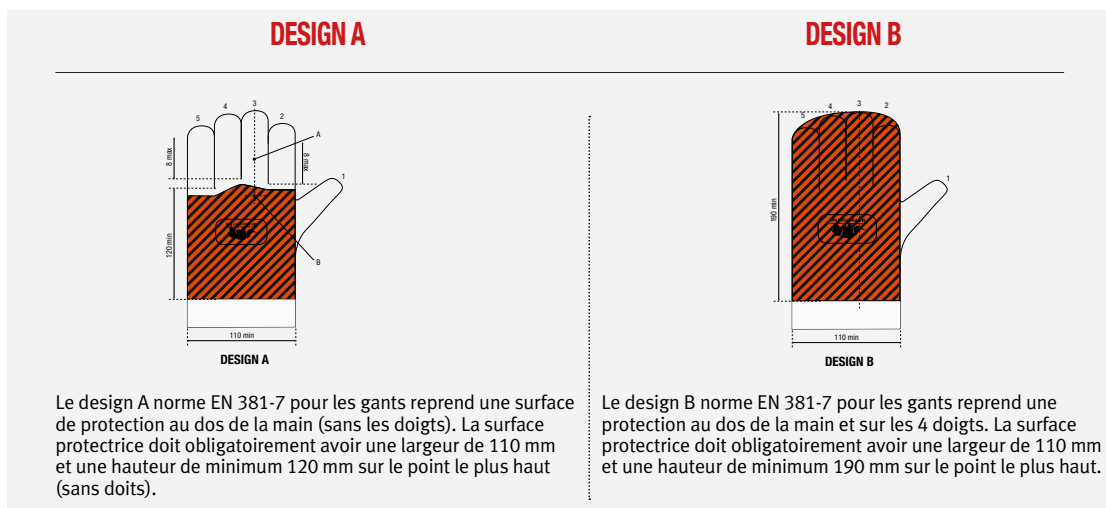 DESIGN A
DESIGN B
5
4
3
2
A
8 max
8 max
1
120 min
B
110 min
DESIGN A
5
4
3
2
1
190 min
110 min
DESIGN B
Le design A norme EN 381-7 pour les gants reprend une surface
de protection au dos de la main (sans les doigts). La surface
protectrice doit obligatoirement avoir une largeur de 110 mm
et une hauteur de minimum 120 mm sur le point le plus haut
(sans doits).
Le design B norme EN 381-7 pour les gants reprend une
protection au dos de la main et sur les 4 doigts. La surface
protectrice doit obligatoirement avoir une largeur de 110 mm
et une hauteur de minimum 190 mm sur le point le plus haut.